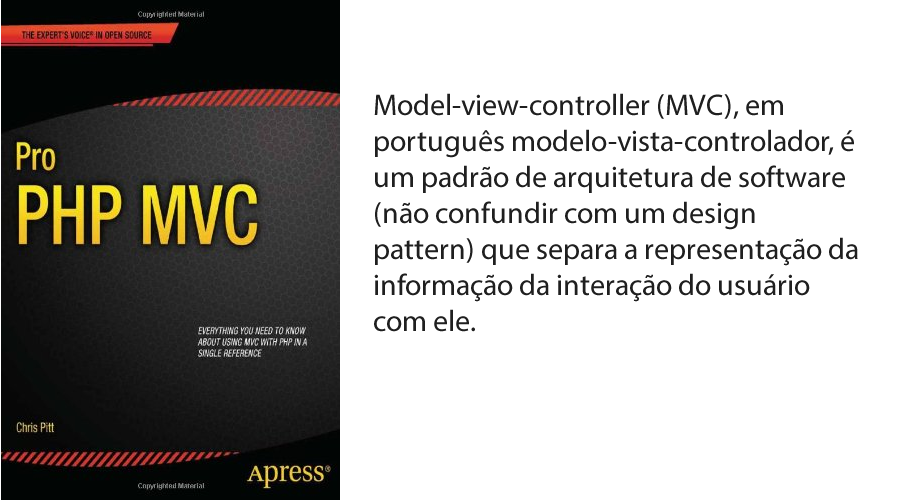 Copyrighted Material
THE EXPERT'S VOICE® IN OPEN SOURCE
Pro
PHP MVC
EVERYTHING YOU NEED TO KNOW
ABOUT USING MVC WITH PHP IN A
SINGLE REFERENCE
Chris Pitt
Apress®
Copyrighted Material
Model-view-controller (MVC), em
português modelo-vista-controlador, é
um padrão de arquitetura de software
(não confundir com um design
pattern) que separa a representação da
informação da interação do usuário
com ele.